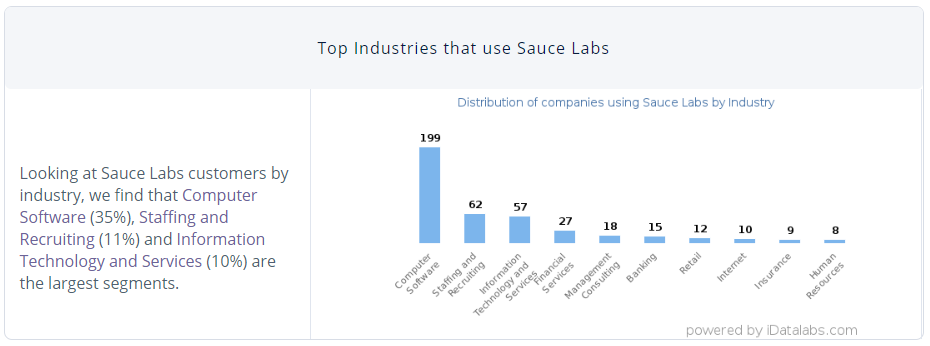 Top Industries that use Sauce Labs
Looking at Sauce Labs customers by
industry, we find that Computer
Software (35%), Staffing and
Recruiting (11%) and Information
Technology and Services (10%) are
the largest segments.
Distribution of companies using Sauce Labs by Industry
199
62
57
27
18
15
12
10
9
8
Computer
Software
Staffing and
Recruiting
Information
Technology and
Services
Financial
Services
Management
Consulting
Banking
Retail
Internet
Insurance
Human
Resources
powered by iDatalabs.com